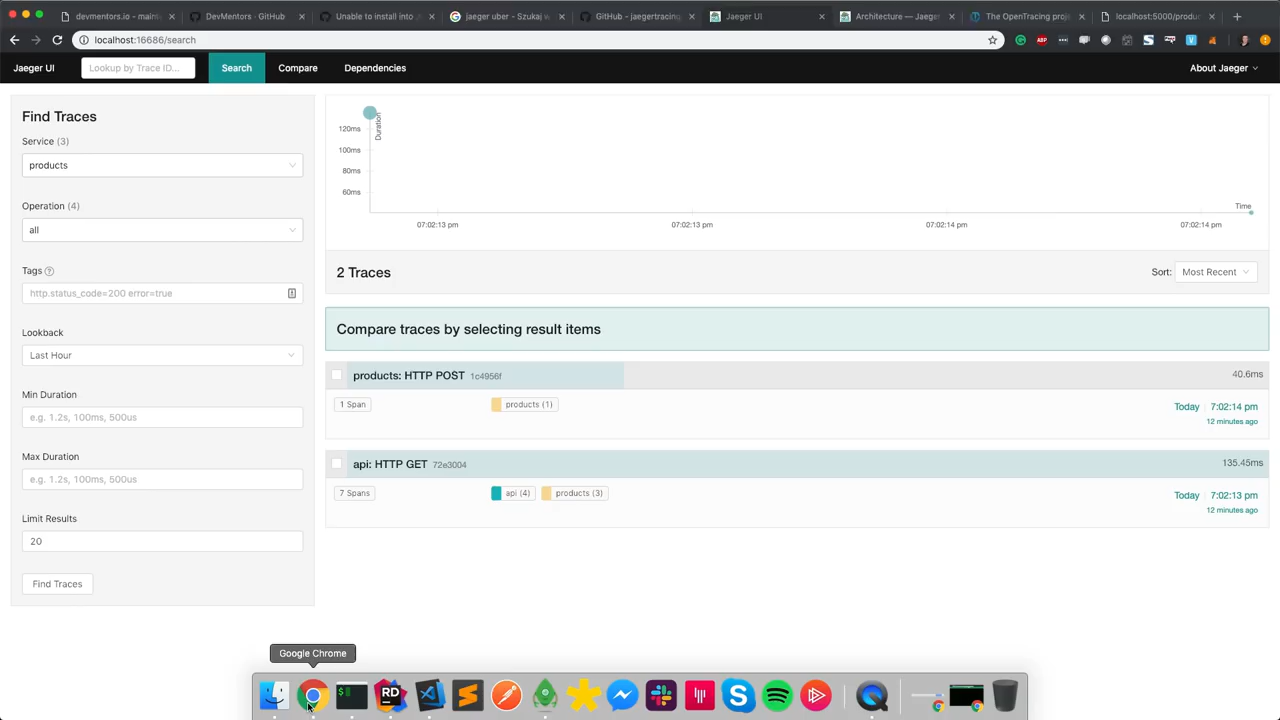 devmentors.io - mains
DevMentors · GitHub
Unable to install into J
jaeger uber - Szukaj w
GitHub - jaegertracing
Jaeger UI
Architecture — Jaeger
The OpenTracing proje
localhost:5000/produc
localhost:16686/search
Jaeger UI
Lookup by Trace ID...
Search
Compare
Dependencies
About Jaeger
Find Traces
Service (3)
products
Operation (4)
all
Tags
http.status_code=200 error=true
Lookback
Last Hour
Min Duration
e.g. 1.2s, 100ms, 500us
Max Duration
e.g. 1.2s, 100ms, 500us
Limit Results
20
Find Traces
Duration
120ms
100ms
80ms
60ms
Time
07:02:13 pm
07:02:13 pm
07:02:14 pm
07:02:14 pm
2 Traces
Sort: Most Recent
Compare traces by selecting result items
products: HTTP POST 1c4956f
40.6ms
1 Span
products (1)
Today 7:02:14 pm
12 minutes ago
api: HTTP GET 72e3004
135.45ms
7 Spans
api (4)
products (3)
Today 7:02:13 pm
12 minutes ago
Google Chrome
RD